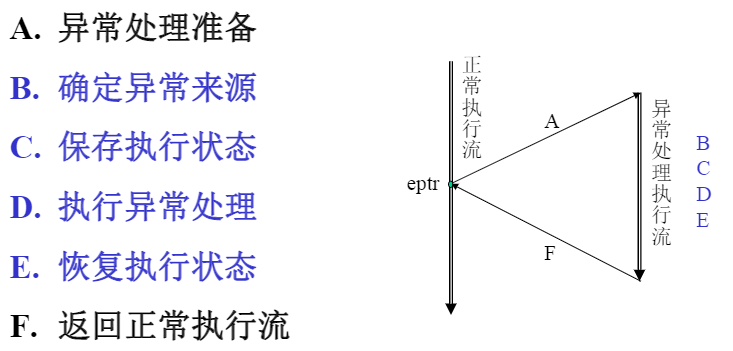 A. 异常处理准备
B. 确定异常来源
C. 保存执行状态
D. 执行异常处理
E. 恢复执行状态
F. 返回正常执行流
正常执行流
A
eptr
F
异常处理执行流
B
C
D
E